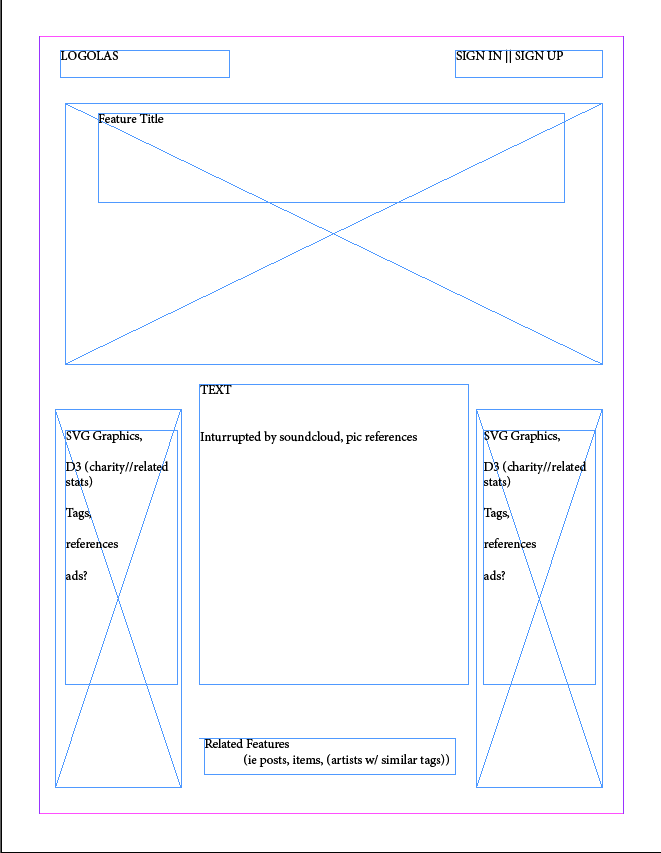 LOGOLAS
SIGN IN || SIGN UP
Feature Title
TEXT
Inturrupted by soundcloud, pic references
SVG Graphics,
D3 (charity//related
stats)
Tags,
references
ads?
SVG Graphics,
D3 (charity//related
stats)
Tags,
references
ads?
Related Features
(ie posts, items, (artists w/ similar tags))